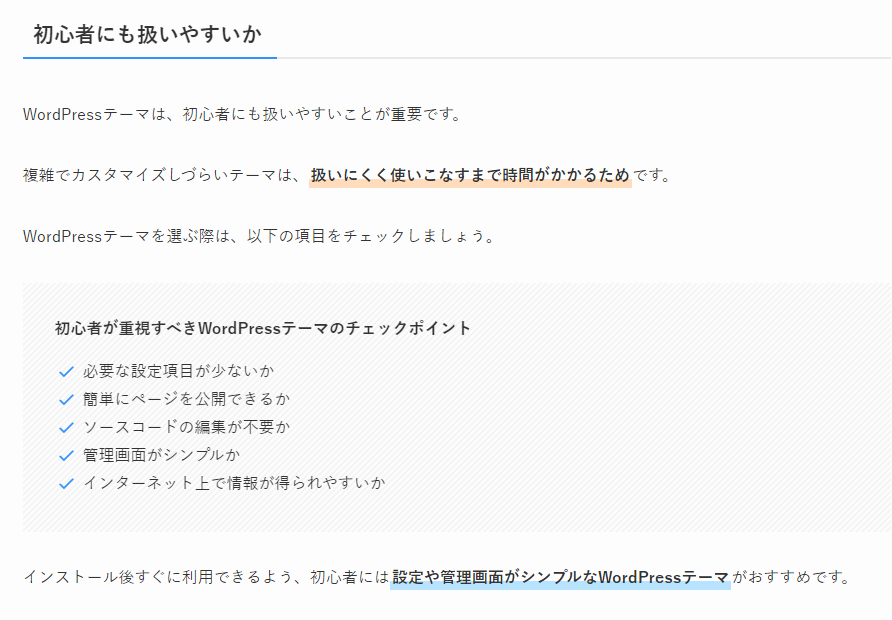 初心者にも扱いやすいか
WordPressテーマは、初心者にも扱いやすいことが重要です。
複雑でカスタマイズしづらいテーマは、扱いにくく使いこなすまで時間がかかるためです。
WordPressテーマを選ぶ際は、以下の項目をチェックしましょう。
初心者が重視すべきWordPressテーマのチェックポイント
必要な設定項目が少ないか
簡単にページを公開できるか
ソースコードの編集が不要か
管理画面がシンプルか
インターネット上で情報が得られやすいか
インストール後すぐに利用できるよう、初心者には設定や管理画面がシンプルなWordPressテーマがおすすめです。